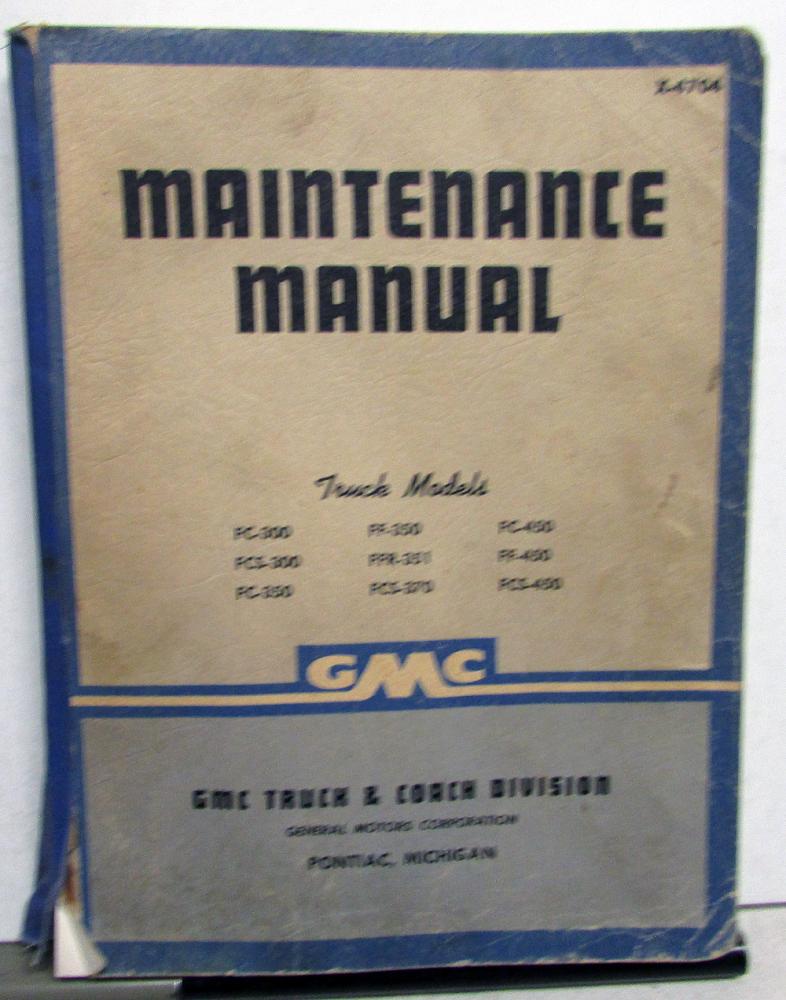 X-4704
MAINTENANCE
MANUAL
Truck Models
FC-300 FF-350 FC-450
FCS-300 FFR-351 FF-450
FC-350 FCS-370 FCS-450
GMC
GMC TRUCK & COACH DIVISION
GENERAL MOTORS CORPORATION
PONTIAC, MICHIGAN